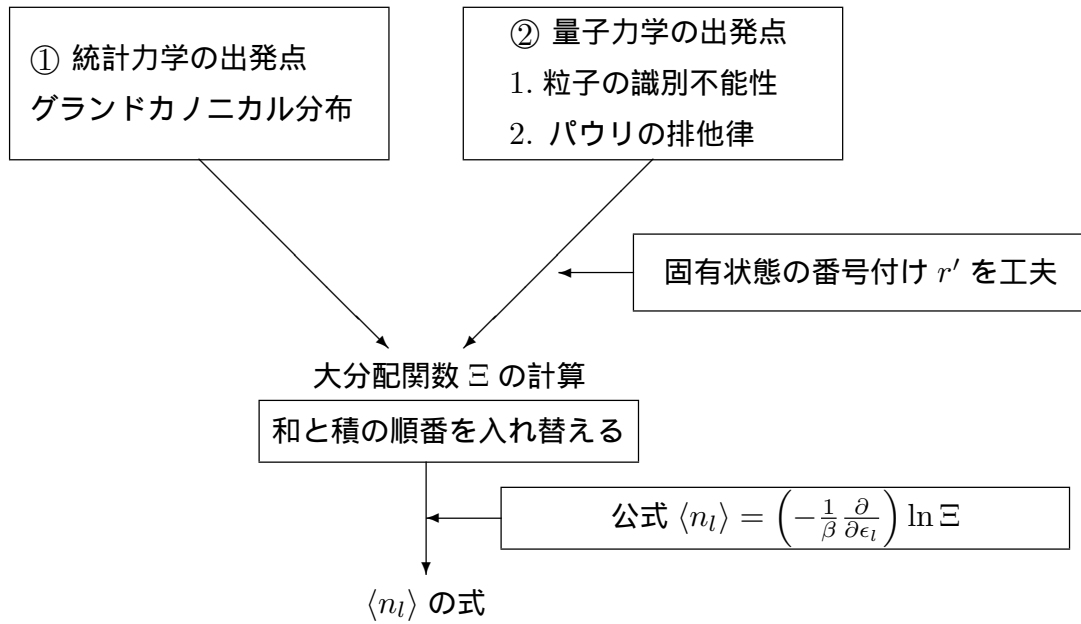 ① 統計力学の出発点
グランドカノニカル分布
② 量子力学の出発点
1. 粒子の識別不能性
2. パウリの排他律
固有状態の番号付け r′ を工夫
大分配関数 Ξ の計算
和と積の順番を入れ替える
公式 ⟨n_l⟩ = (−1/β ∂/∂ϵ_l) ln Ξ
⟨n_l⟩ の式